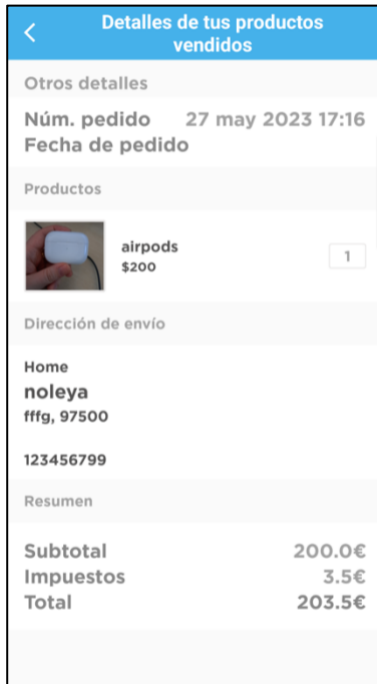 Detalles de tus productos
vendidos
Otros detalles
Núm. pedido 27 may 2023 17:16
Fecha de pedido
Productos
airpods
$200
1
Dirección de envío
Home
noleya
fffg, 97500
123456799
Resumen
Subtotal 200.0€
Impuestos 3.5€
Total 203.5€